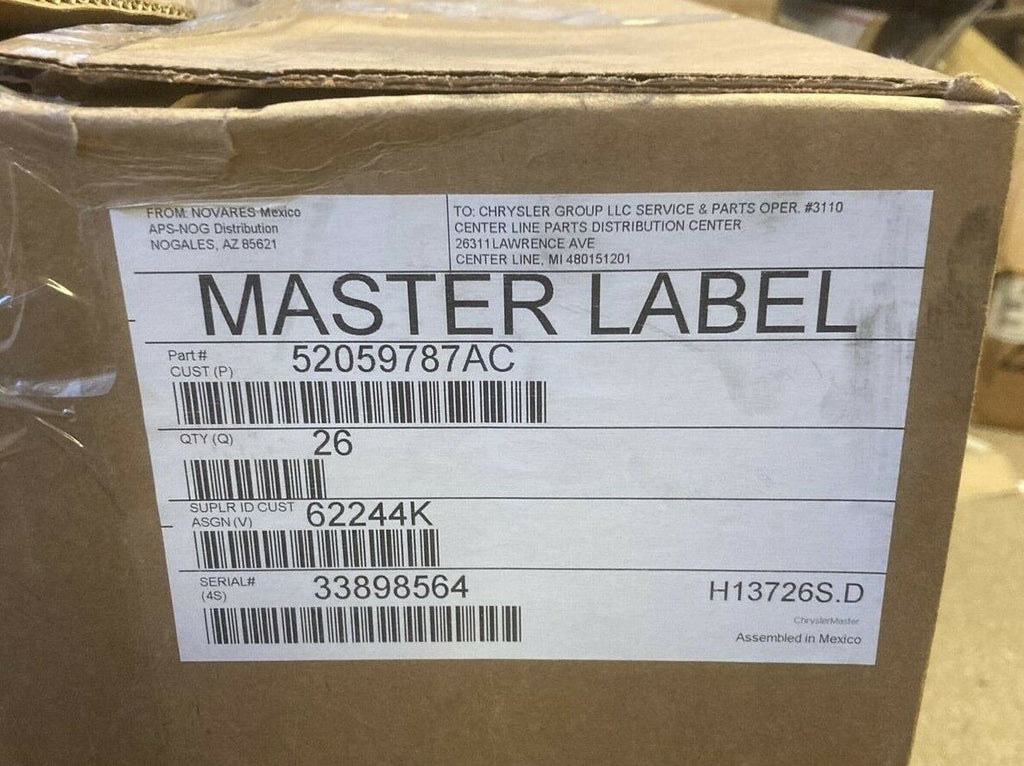 FROM: NOVARES Mexico
APS-NOG Distribution
NOGALES, AZ 85621
TO: CHRYSLER GROUP LLC SERVICE & PARTS OPER. #3110
CENTER LINE PARTS DISTRIBUTION CENTER
26311LAWRENCE AVE
CENTER LINE, MI 480151201
MASTER LABEL
Part #
CUST (P)
52059787AC
QTY (Q)
26
SUPLR ID CUST
ASGN (V)
62244K
SERIAL#
(4S)
33898564
H13726S.D
ChryslerMaster
Assembled in Mexico